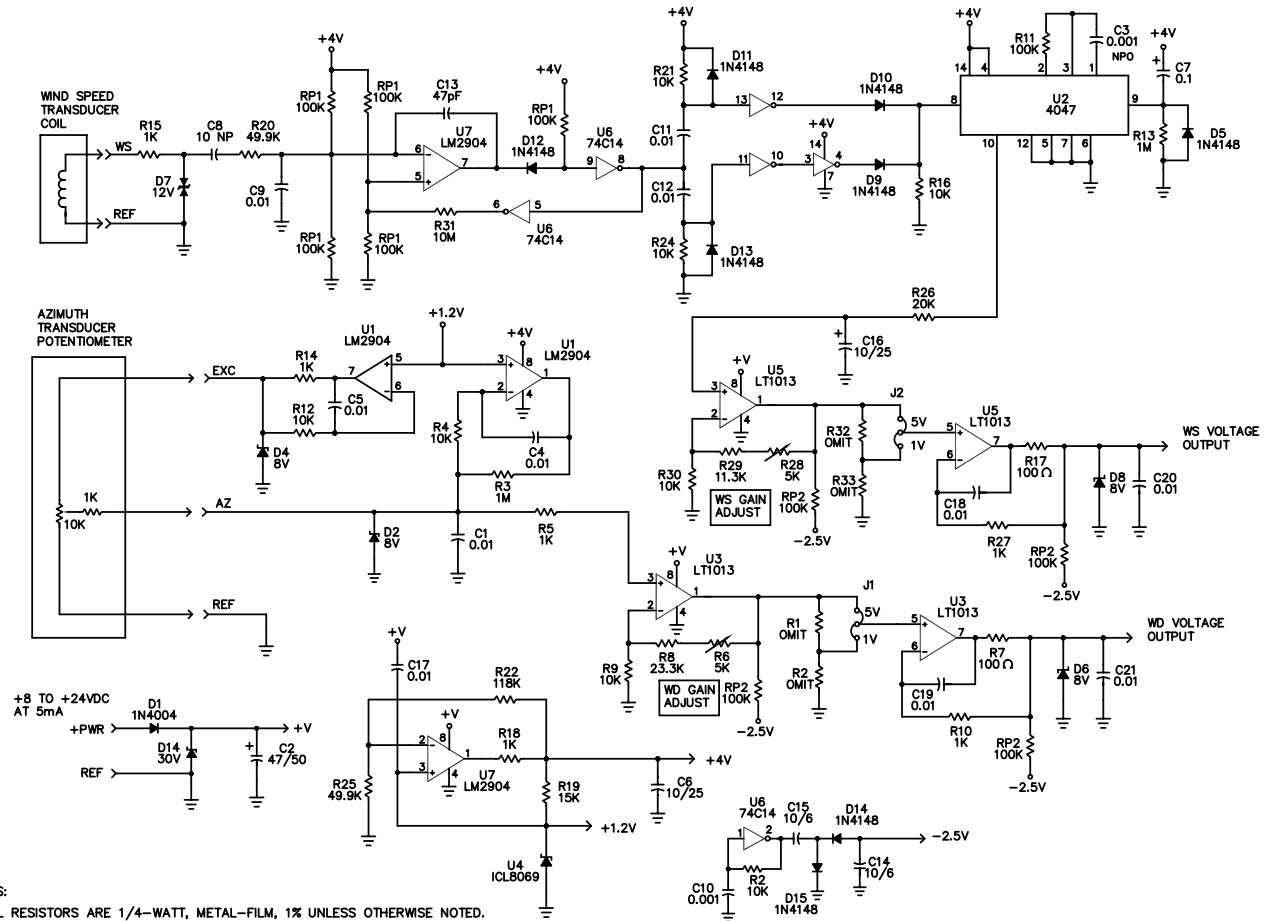 +4V
WIND SPEED
TRANSDUCER
COIL
R15
1K
WS
C8
10 NP
R20
49.9K
D7
12V
REF
C9
0.01
RP1
100K
RP1
100K
RP1
100K
RP1
100K
C13
47pF
U7
LM2904
6
5
7
D12
1N4148
+4V
RP1
100K
U6
74C14
9
8
R31
10M
6
5
U6
74C14
+4V
R21
10K
D11
1N4148
C11
0.01
C12
0.01
R24
10K
D13
1N4148
13
12
11
10
+4V
14
3
4
7
D10
1N4148
D9
1N4148
R16
10K
+4V
R11
100K
C3
0.001
NPO
14
4
2
3
1
8
U2
4047
9
10
12
5
7
6
+4V
C7
0.1
+
R13
1M
D5
1N4148
AZIMUTH
TRANSDUCER
POTENTIOMETER
EXC
R14
1K
R12
10K
C5
0.01
D4
8V
U1
LM2904
7
5
6
+1.2V
+4V
U1
LM2904
3
2
8
4
1
R4
10K
C4
0.01
R3
1M
1K
10K
AZ
D2
8V
C1
0.01
R5
1K
REF
R26
20K
+
C16
10/25
+V
U5
LT1013
3
2
8
4
1
R30
10K
R29
11.3K
R28
5K
WS GAIN
ADJUST
RP2
100K
-2.5V
R32
OMIT
R33
OMIT
J2
5V
1V
U5
LT1013
5
6
7
R17
100Ω
C18
0.01
R27
1K
RP2
100K
-2.5V
D8
8V
C20
0.01
WS VOLTAGE
OUTPUT
+V
U3
LT1013
3
2
8
4
1
R9
10K
R8
23.3K
R6
5K
WD GAIN
ADJUST
RP2
100K
-2.5V
R1
OMIT
R2
OMIT
J1
5V
1V
U3
LT1013
5
6
7
R7
100Ω
C19
0.01
R10
1K
RP2
100K
-2.5V
D6
8V
C21
0.01
WD VOLTAGE
OUTPUT
+8 TO +24VDC
AT 5mA
D1
1N4004
+PWR
+V
D14
30V
+
C2
47/50
REF
+V
C17
0.01
R22
118K
R25
49.9K
+V
2
3
8
4
1
U7
LM2904
R18
1K
R19
15K
+4V
C6
10/25
+1.2V
U4
ICL8069
U6
74C14
1
2
C15
10/6
D14
1N4148
-2.5V
R2
10K
C10
0.001
D15
1N4148
C14
10/6
S:
L RESISTORS ARE 1/4-WATT, METAL-FILM, 1% UNLESS OTHERWISE NOTED.